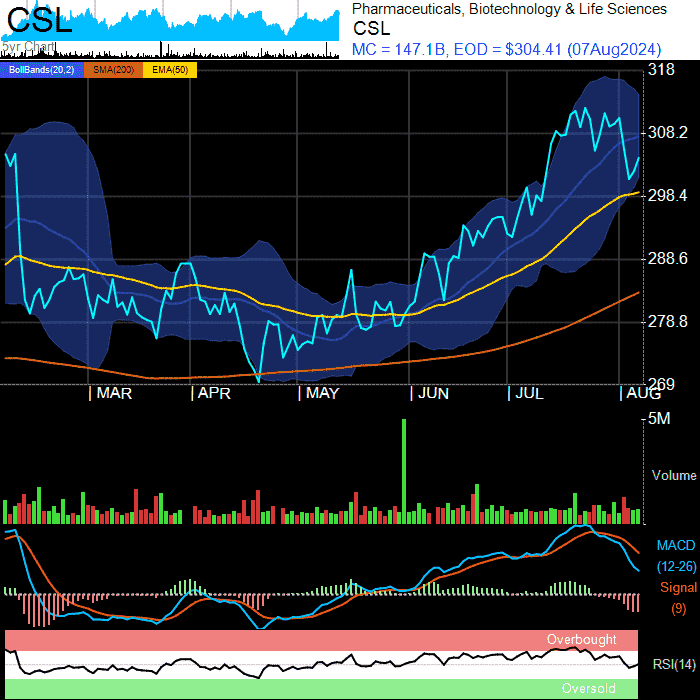 CSL
5yr Chart
Pharmaceuticals, Biotechnology & Life Sciences
CSL
MC = 147.1B, EOD = $304.41 (07Aug2024)
BollBands(20,2) SMA(200) EMA(50)
318
308.2
298.4
288.6
278.8
269
MAR APR MAY JUN JUL AUG
5M
Volume
MACD
(12-26)
Signal
(9)
Overbought
RSI(14)
Oversold